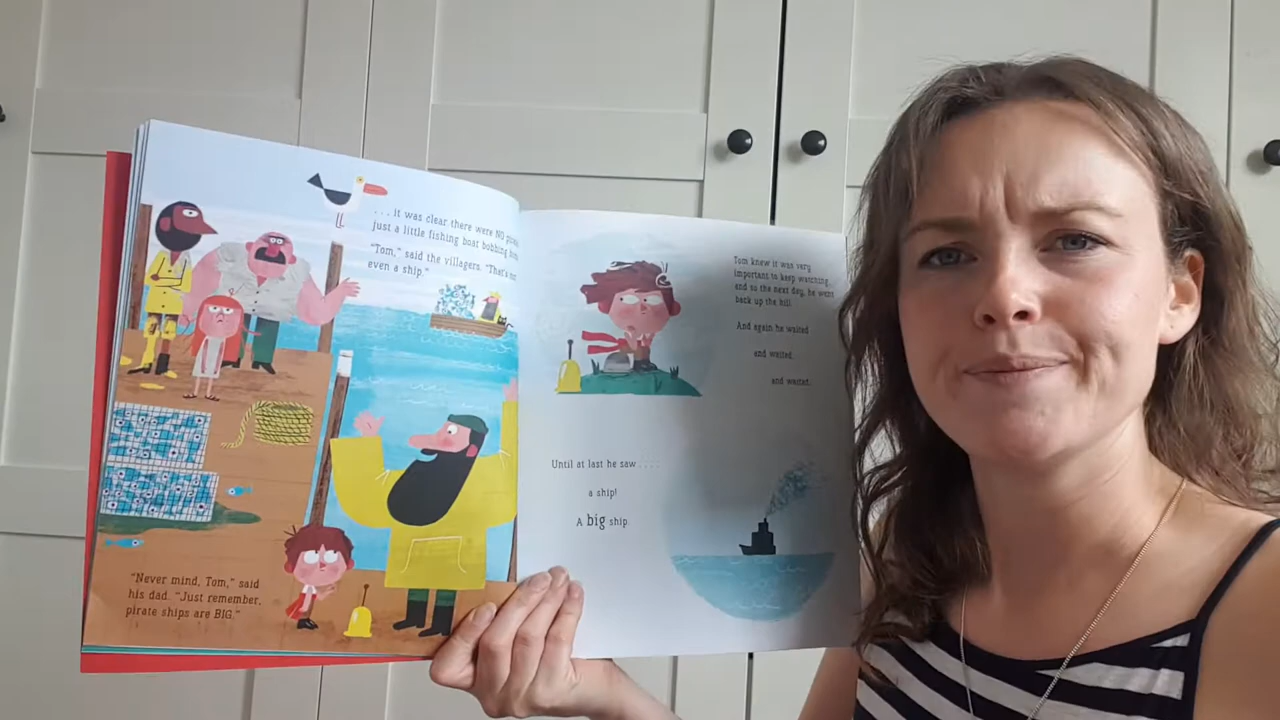 . . . it was clear there were NO
just a little fishing boat bobbing
"Tom," said the villagers. "That's not
even a ship."
"Never mind, Tom," said
his dad. "Just remember,
pirate ships are BIG."
Tom knew it was very
important to keep watching,
and so the next day, he went
back up the hill.
And again he waited
and waited,
and waited.
Until at last he saw . . . .
a ship!
A big ship.